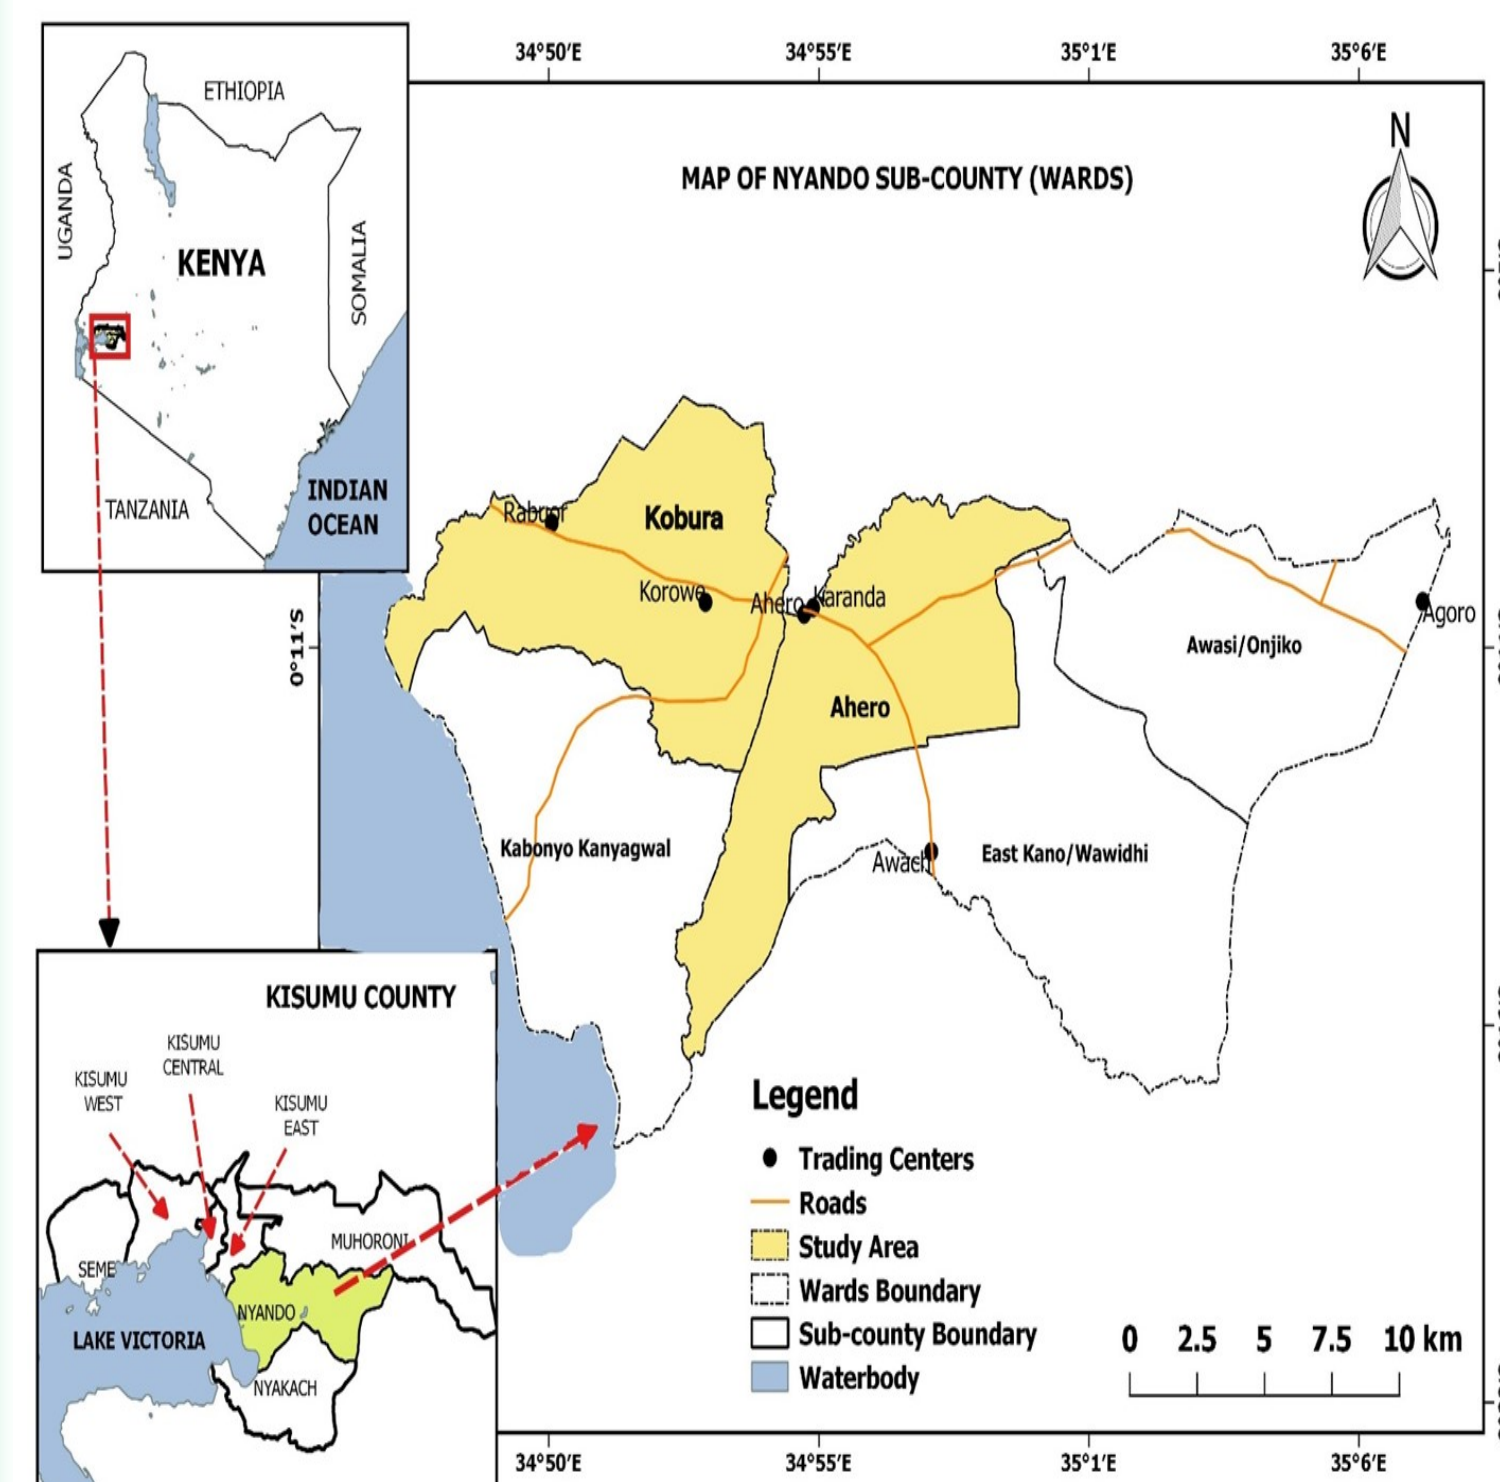 34°50'E 34°55'E 35°1'E 35°6'E
ETHIOPIA
UGANDA
KENYA
SOMALIA
TANZANIA
INDIAN
OCEAN
MAP OF NYANDO SUB-COUNTY (WARDS)
N
0°11'S
Rabuor
Kobura
Korowe
Ahero
Karanda
Awasi/Onjiko
Agoro
Ahero
Kabonyo Kanyagwal
Awach
East Kano/Wawidhi
KISUMU COUNTY
KISUMU
CENTRAL
KISUMU
WEST
KISUMU
EAST
MUHORONI
SEME
NYANDO
LAKE VICTORIA
NYAKACH
Legend
Trading Centers
Roads
Study Area
Wards Boundary
Sub-county Boundary
Waterbody
0 2.5 5 7.5 10 km
34°50'E 34°55'E 35°1'E 35°6'E